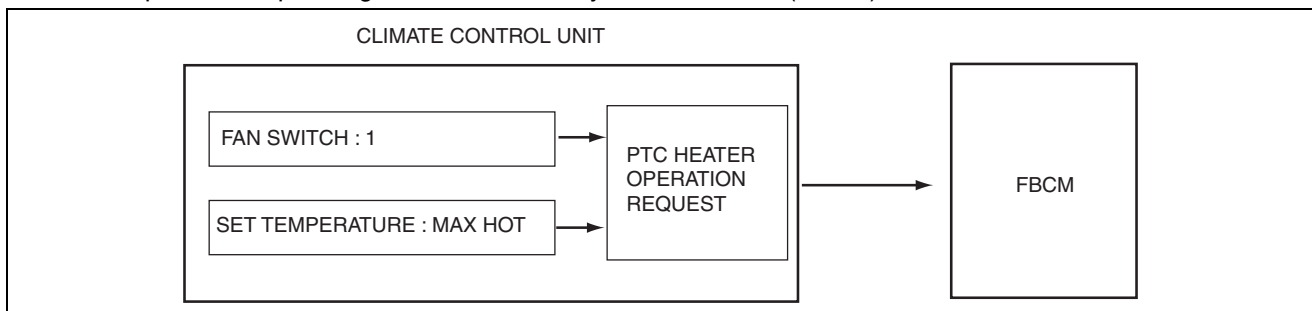 CLIMATE CONTROL UNIT
FAN SWITCH : 1
SET TEMPERATURE : MAX HOT
PTC HEATER
OPERATION
REQUEST
FBCM